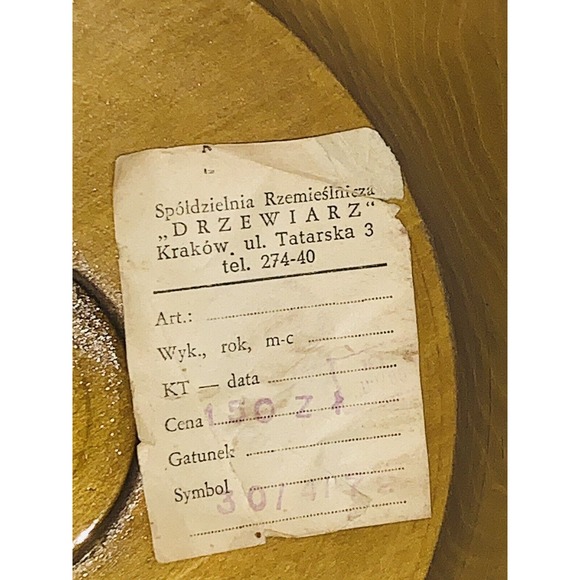 Spółdzielnia Rzemieślnicza
„DRZEWIARZ"
Kraków, ul. Tatarska 3
tel. 274-40
Art.:
Wyk., rok, m-c
KT — data
Cena 150 Zł
Gatunek
Symbol